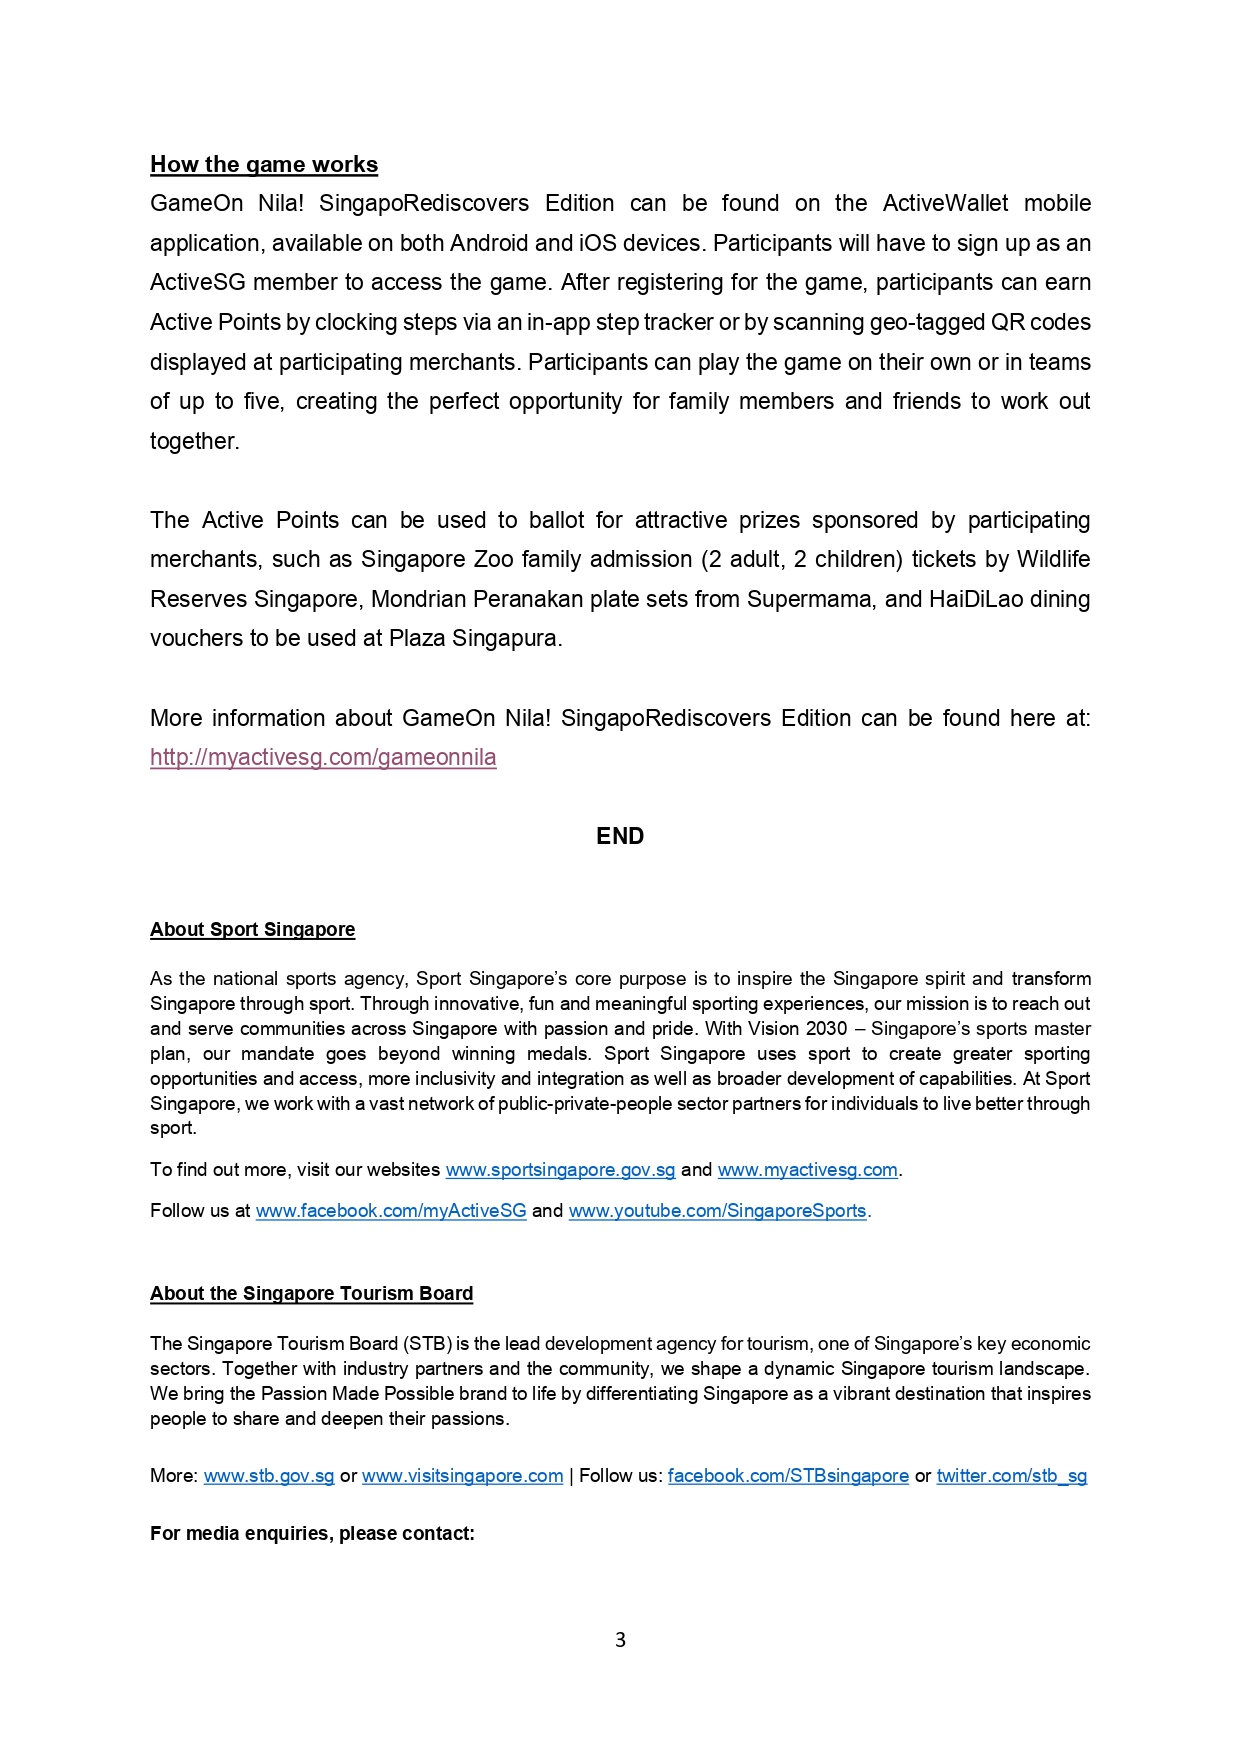 How the game works
GameOn Nila! SingapoRediscovers Edition can be found on the ActiveWallet mobile
application, available on both Android and iOS devices. Participants will have to sign up as an
ActiveSG member to access the game. After registering for the game, participants can earn
Active Points by clocking steps via an in-app step tracker or by scanning geo-tagged QR codes
displayed at participating merchants. Participants can play the game on their own or in teams
of up to five, creating the perfect opportunity for family members and friends to work out
together.
The Active Points can be used to ballot for attractive prizes sponsored by participating
merchants, such as Singapore Zoo family admission (2 adult, 2 children) tickets by Wildlife
Reserves Singapore, Mondrian Peranakan plate sets from Supermama, and HaiDiLao dining
vouchers to be used at Plaza Singapura.
More information about GameOn Nila! SingapoRediscovers Edition can be found here at:
http://myactivesg.com/gameonnila
END
About Sport Singapore
As the national sports agency, Sport Singapore’s core purpose is to inspire the Singapore spirit and transform
Singapore through sport. Through innovative, fun and meaningful sporting experiences, our mission is to reach out
and serve communities across Singapore with passion and pride. With Vision 2030 – Singapore’s sports master
plan, our mandate goes beyond winning medals. Sport Singapore uses sport to create greater sporting
opportunities and access, more inclusivity and integration as well as broader development of capabilities. At Sport
Singapore, we work with a vast network of public-private-people sector partners for individuals to live better through
sport.
To find out more, visit our websites www.sportsingapore.gov.sg and www.myactivesg.com.
Follow us at www.facebook.com/myActiveSG and www.youtube.com/SingaporeSports.
About the Singapore Tourism Board
The Singapore Tourism Board (STB) is the lead development agency for tourism, one of Singapore’s key economic
sectors. Together with industry partners and the community, we shape a dynamic Singapore tourism landscape.
We bring the Passion Made Possible brand to life by differentiating Singapore as a vibrant destination that inspires
people to share and deepen their passions.
More: www.stb.gov.sg or www.visitsingapore.com | Follow us: facebook.com/STBsingapore or twitter.com/stb_sg
For media enquiries, please contact:
3